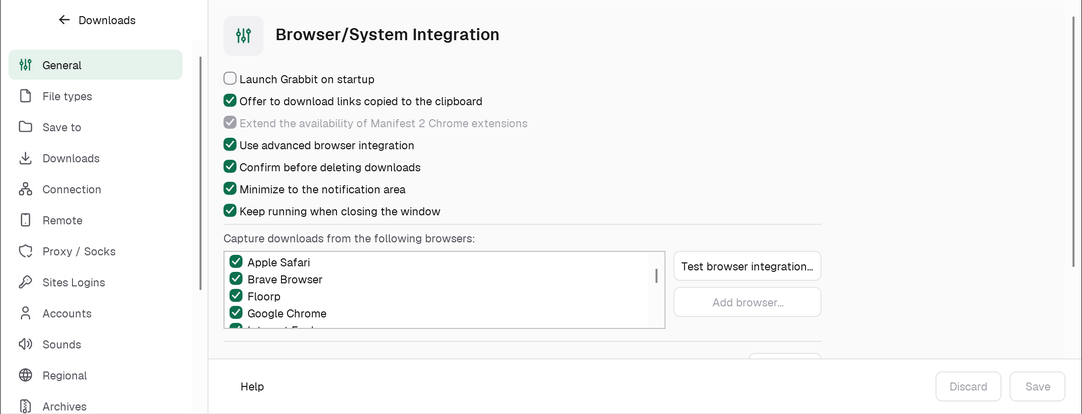 Downloads
General
File types
Save to
Downloads
Connection
Remote
Proxy / Socks
Sites Logins
Accounts
Sounds
Regional
Archives
Browser/System Integration
Launch Grabbit on startup
Offer to download links copied to the clipboard
Extend the availability of Manifest 2 Chrome extensions
Use advanced browser integration
Confirm before deleting downloads
Minimize to the notification area
Keep running when closing the window
Capture downloads from the following browsers:
Apple Safari
Brave Browser
Floorp
Google Chrome
Test browser integration...
Add browser...
Help
Discard
Save